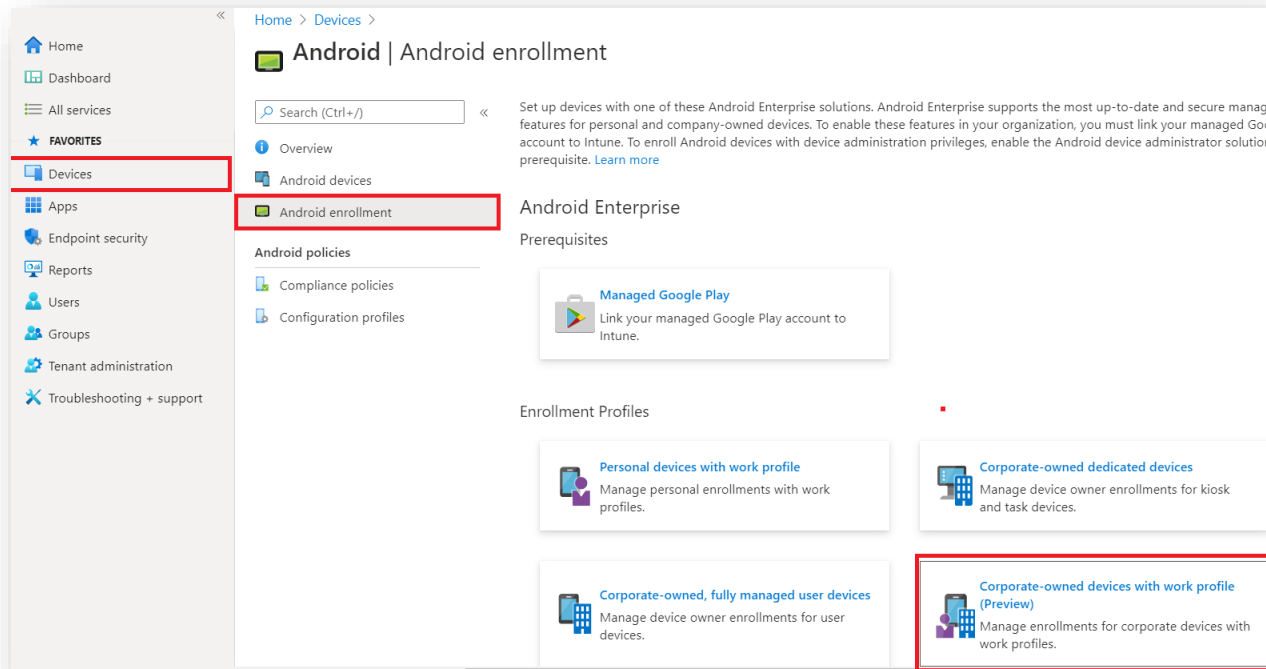 «
Home
Dashboard
All services
FAVORITES
Devices
Apps
Endpoint security
Reports
Users
Groups
Tenant administration
Troubleshooting + support
Home > Devices >
Android | Android enrollment
Search (Ctrl+/)
«
Overview
Android devices
Android enrollment
Android policies
Compliance policies
Configuration profiles
Set up devices with one of these Android Enterprise solutions. Android Enterprise supports the most up-to-date and secure manag
features for personal and company-owned devices. To enable these features in your organization, you must link your managed Go
account to Intune. To enroll Android devices with device administration privileges, enable the Android device administrator solutio
prerequisite. Learn more
Android Enterprise
Prerequisites
Managed Google Play
Link your managed Google Play account to
Intune.
Enrollment Profiles
Personal devices with work profile
Manage personal enrollments with work
profiles.
Corporate-owned dedicated devices
Manage device owner enrollments for kiosk
and task devices.
Corporate-owned, fully managed user devices
Manage device owner enrollments for user
devices.
Corporate-owned devices with work profile
(Preview)
Manage enrollments for corporate devices with
work profiles.